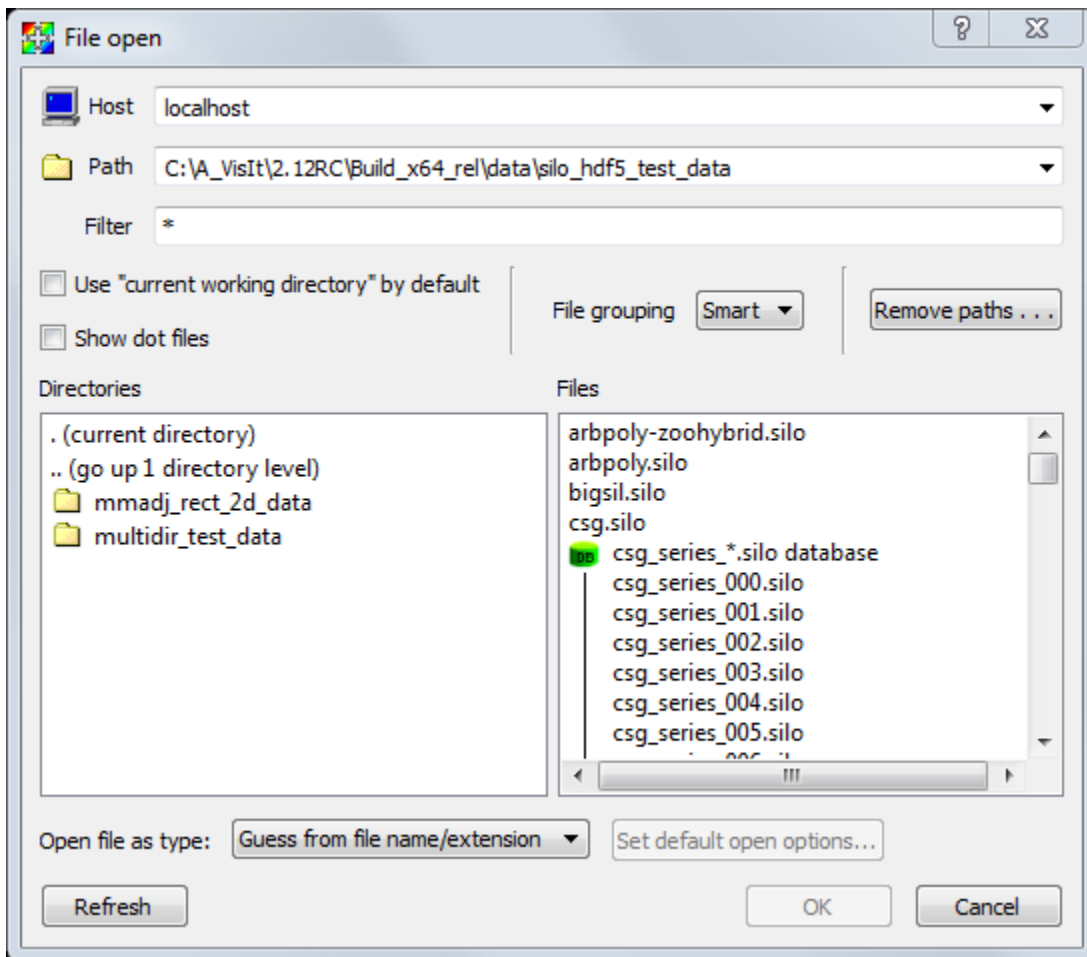 File open
Host localhost
Path C:\A_VisIt\2.12RC\Build_x64_rel\data\silo_hdf5_test_data
Filter *
Use "current working directory" by default
Show dot files
File grouping Smart
Remove paths . . .
Directories
. (current directory)
.. (go up 1 directory level)
mmadj_rect_2d_data
multidir_test_data
Files
arbpoly-zoohybrid.silo
arbpoly.silo
bigsil.silo
csg.silo
DB csg_series_*.silo database
csg_series_000.silo
csg_series_001.silo
csg_series_002.silo
csg_series_003.silo
csg_series_004.silo
csg_series_005.silo
Open file as type: Guess from file name/extension Set default open options...
Refresh OK Cancel